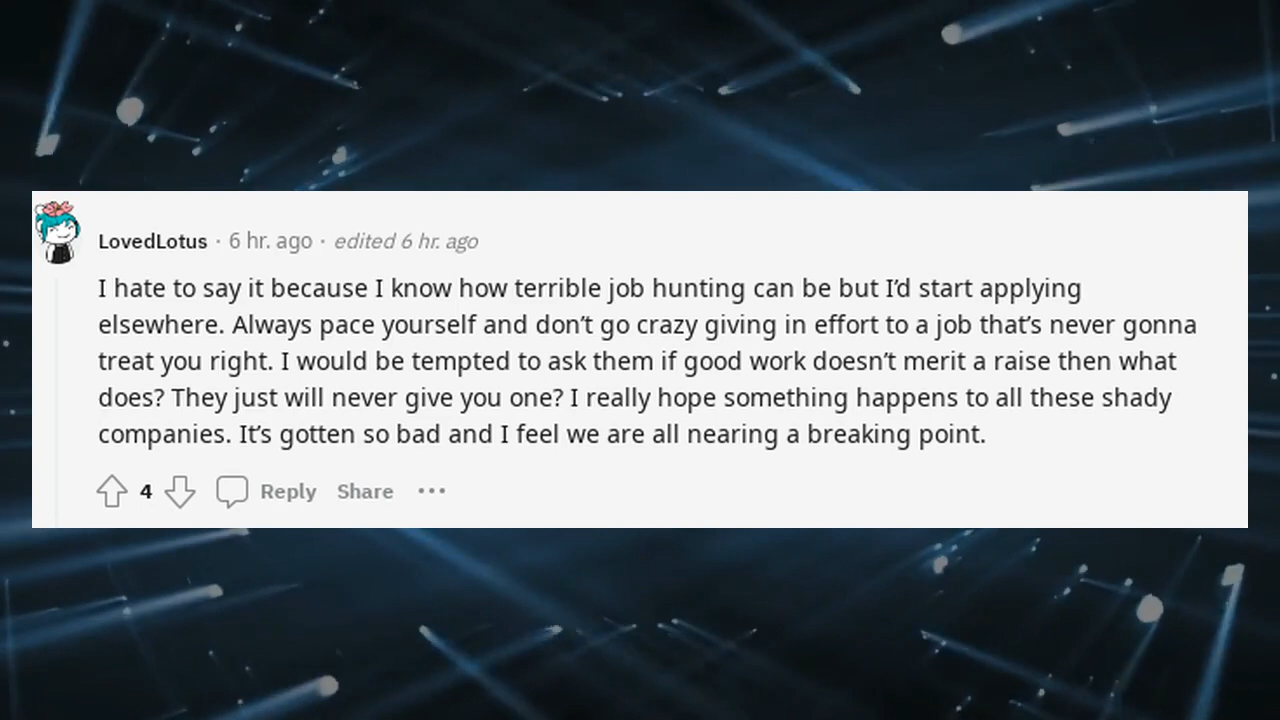 LovedLotus · 6 hr. ago · edited 6 hr. ago
I hate to say it because I know how terrible job hunting can be but I’d start applying
elsewhere. Always pace yourself and don’t go crazy giving in effort to a job that’s never gonna
treat you right. I would be tempted to ask them if good work doesn’t merit a raise then what
does? They just will never give you one? I really hope something happens to all these shady
companies. It’s gotten so bad and I feel we are all nearing a breaking point.
4 Reply Share •••